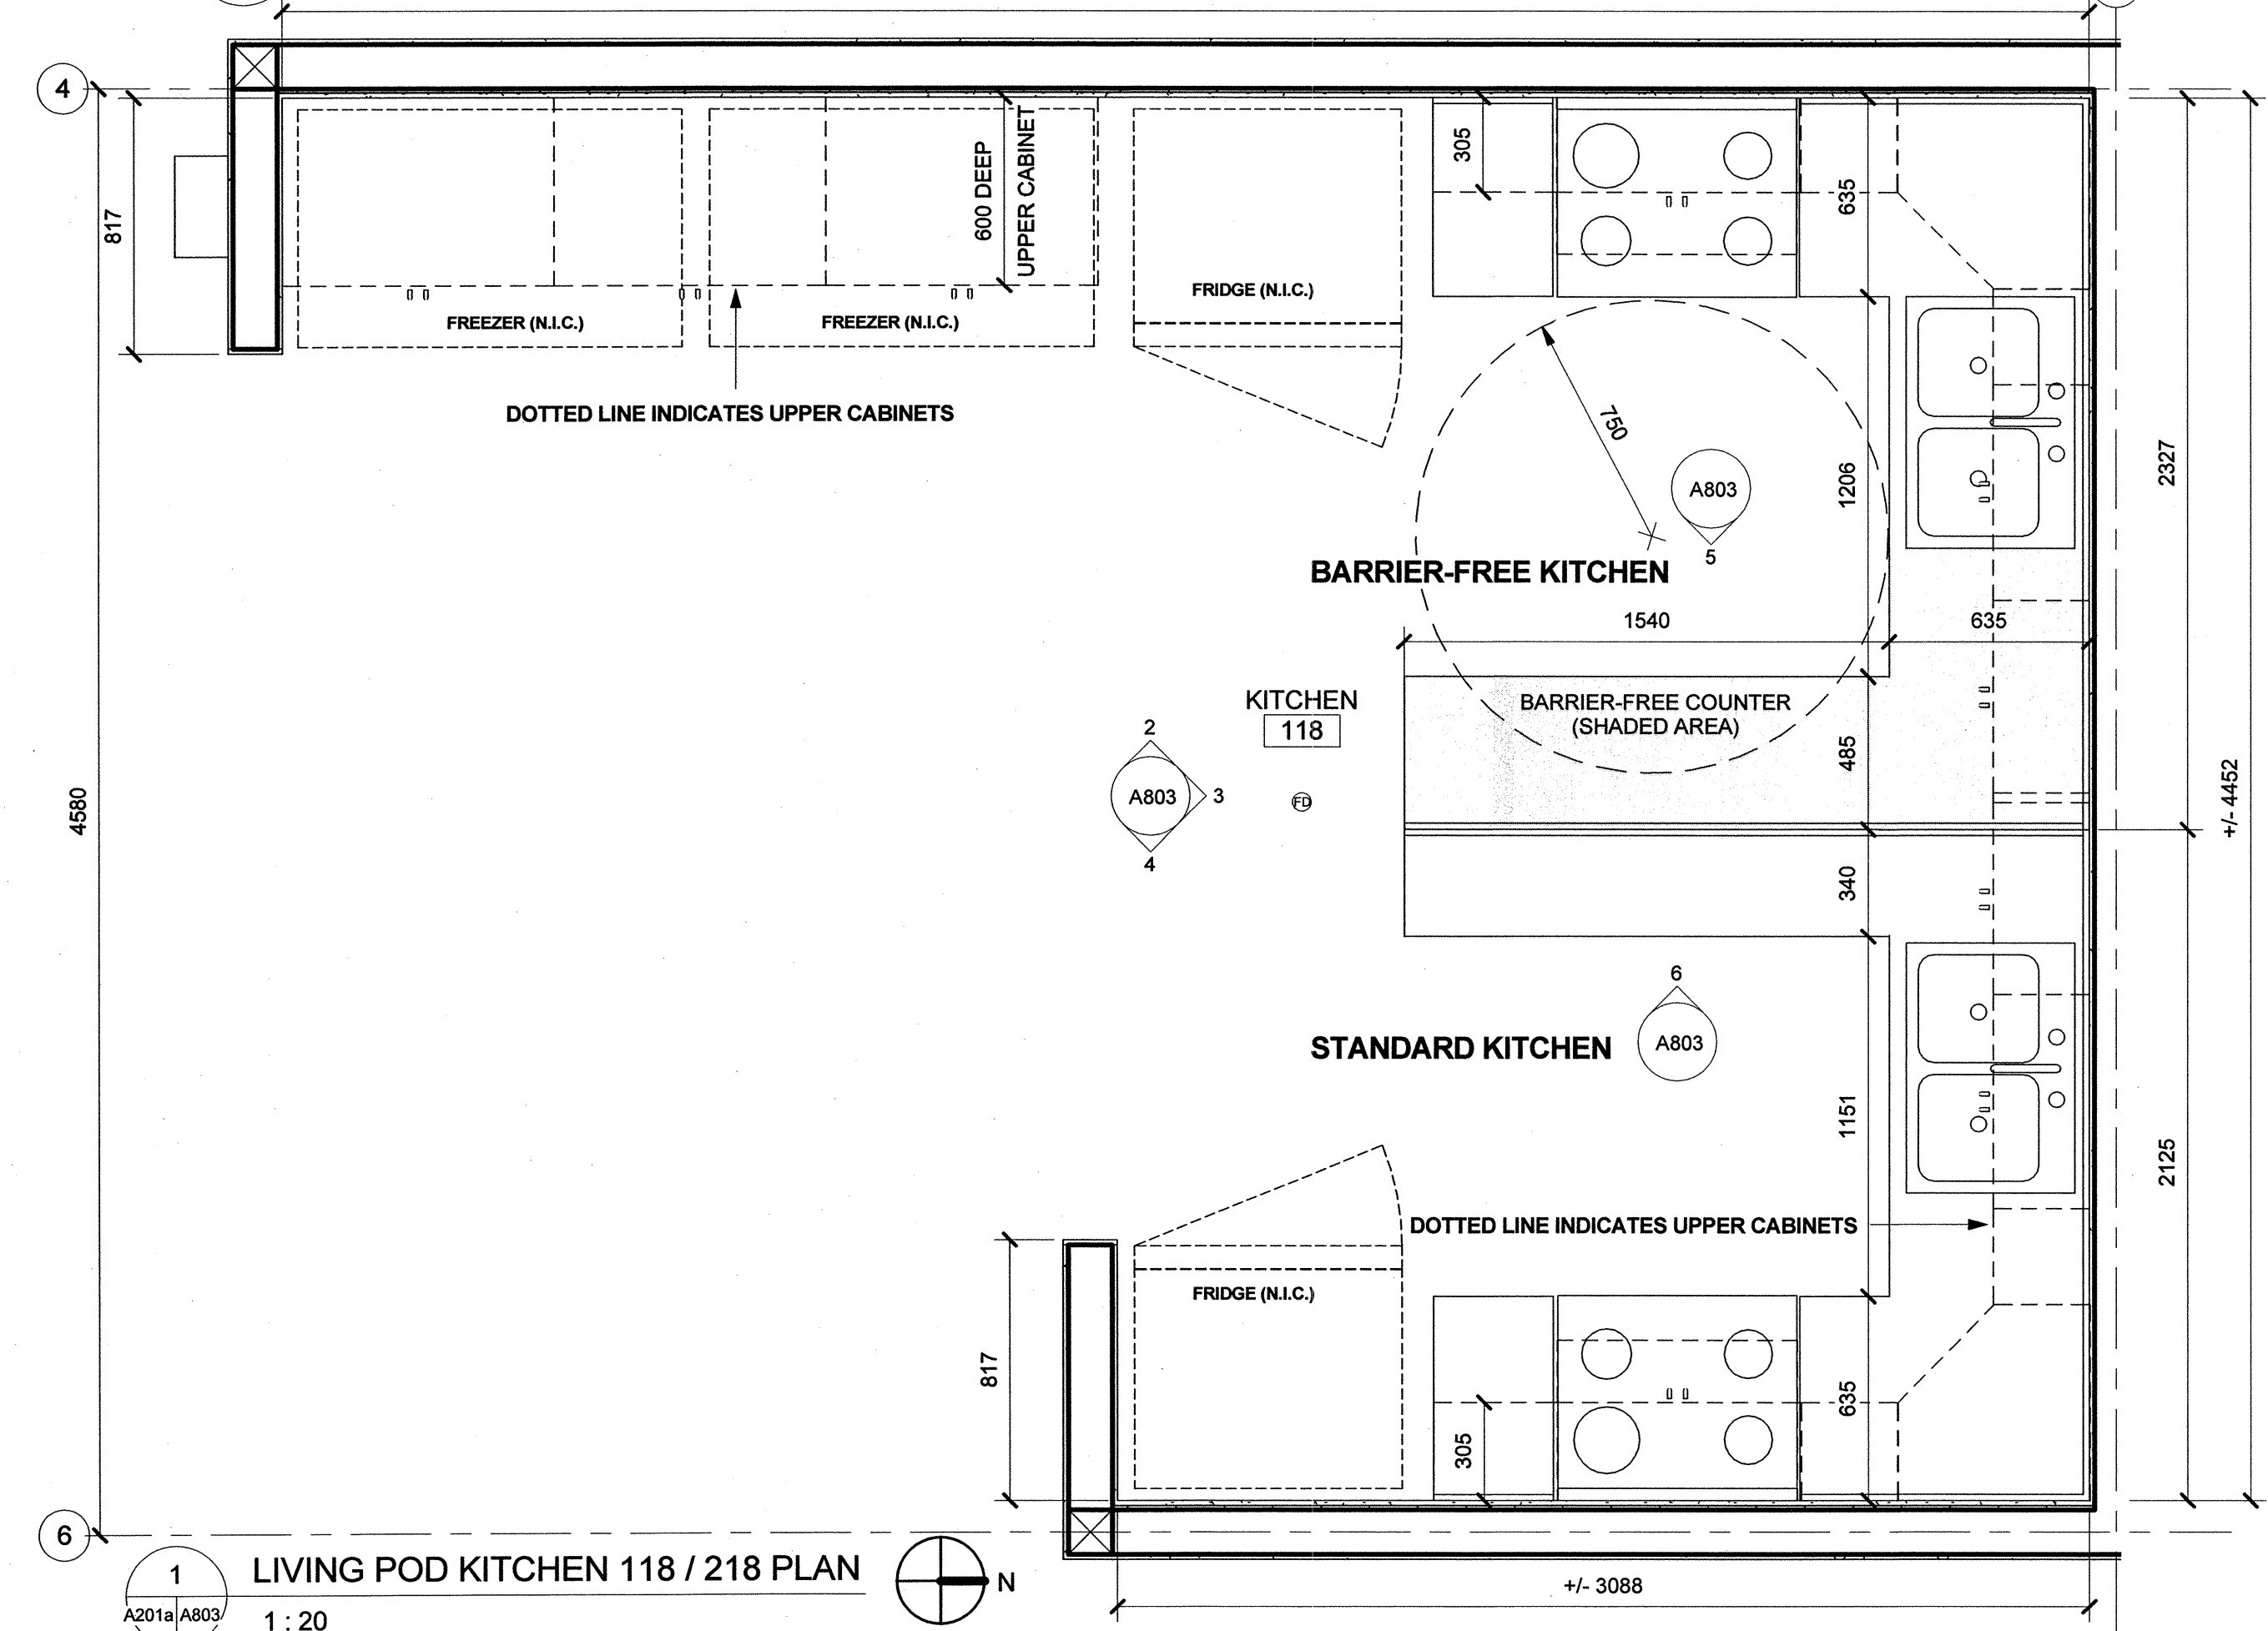 4
817
600 DEEP
UPPER CABINET
305
635
FREEZER (N.I.C.)
FREEZER (N.I.C.)
FRIDGE (N.I.C.)
DOTTED LINE INDICATES UPPER CABINETS
750
A803
5
1206
2327
BARRIER-FREE KITCHEN
1540
635
KITCHEN
118
BARRIER-FREE COUNTER
(SHADED AREA)
485
2
A803
3
4
FD
4580
+/- 4452
340
6
A803
STANDARD KITCHEN
1151
2125
DOTTED LINE INDICATES UPPER CABINETS
FRIDGE (N.I.C.)
817
635
305
6
1
A201a
A803
LIVING POD KITCHEN 118 / 218 PLAN
1 : 20
N
+/- 3088